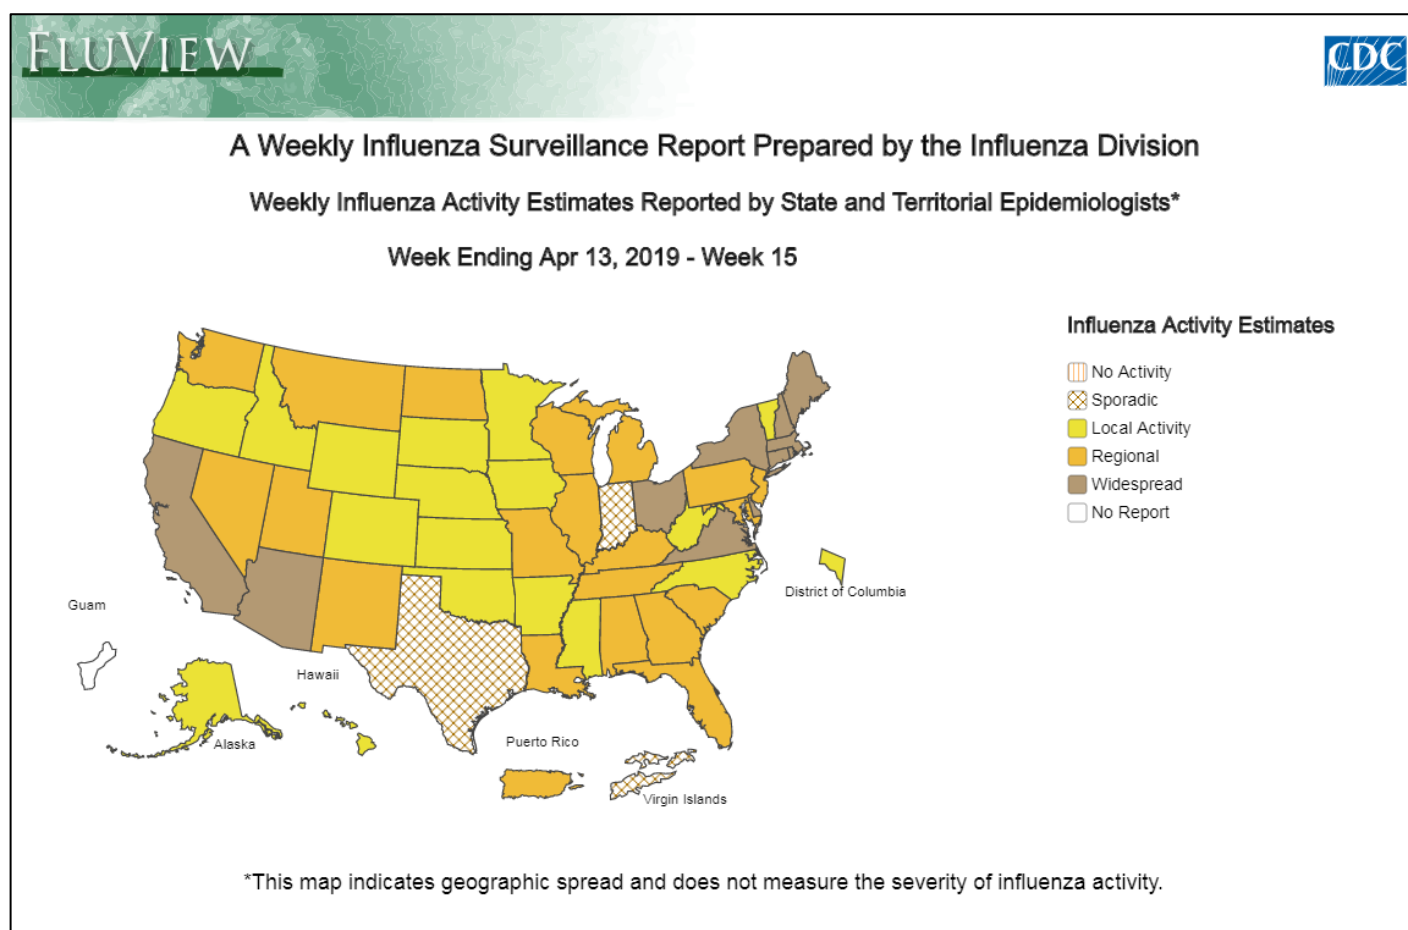 FLUVIEW
CDC
A Weekly Influenza Surveillance Report Prepared by the Influenza Division
Weekly Influenza Activity Estimates Reported by State and Territorial Epidemiologists*
Week Ending Apr 13, 2019 - Week 15
Influenza Activity Estimates
No Activity
Sporadic
Local Activity
Regional
Widespread
No Report
District of Columbia
Guam
Hawaii
Alaska
Puerto Rico
Virgin Islands
*This map indicates geographic spread and does not measure the severity of influenza activity.